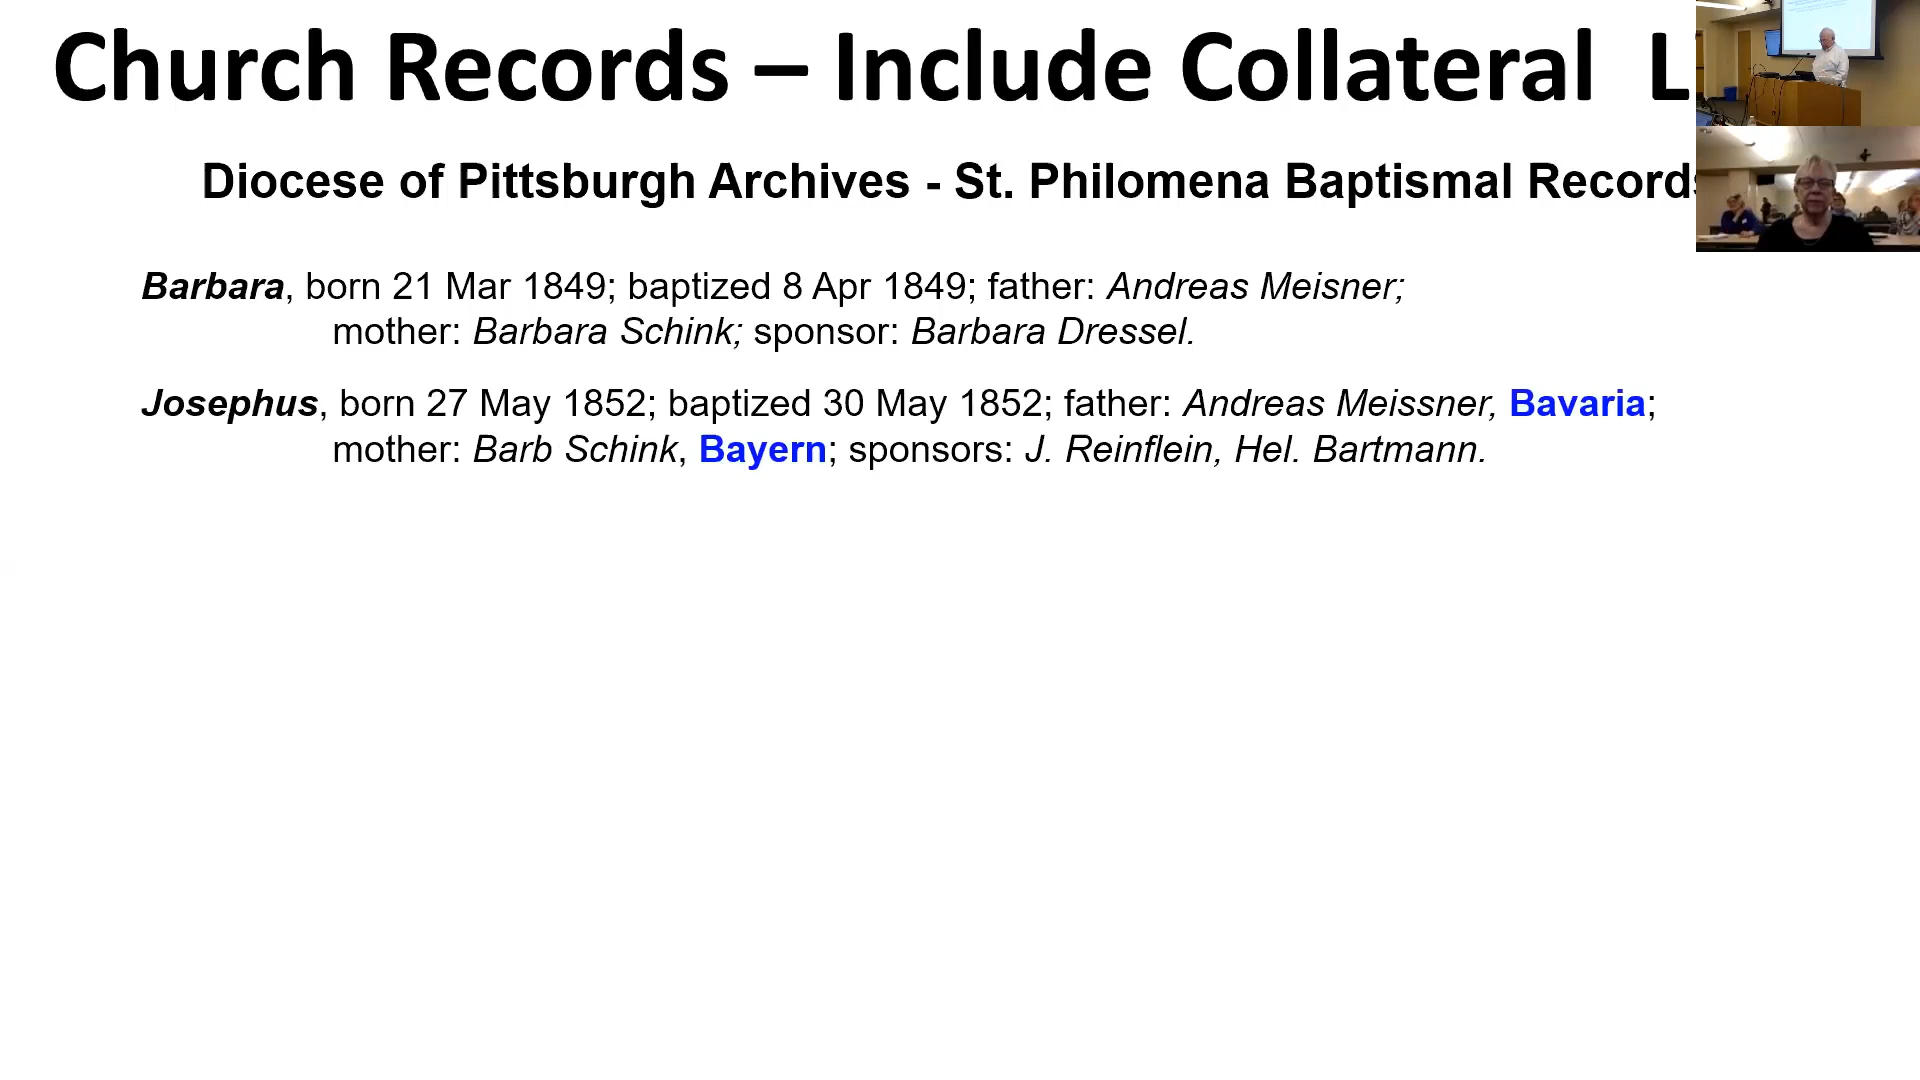 Church Records – Include Collateral L
Diocese of Pittsburgh Archives - St. Philomena Baptismal Records
Barbara, born 21 Mar 1849; baptized 8 Apr 1849; father: Andreas Meisner;
mother: Barbara Schink; sponsor: Barbara Dressel.
Josephus, born 27 May 1852; baptized 30 May 1852; father: Andreas Meissner, Bavaria;
mother: Barb Schink, Bayern; sponsors: J. Reinflein, Hel. Bartmann.